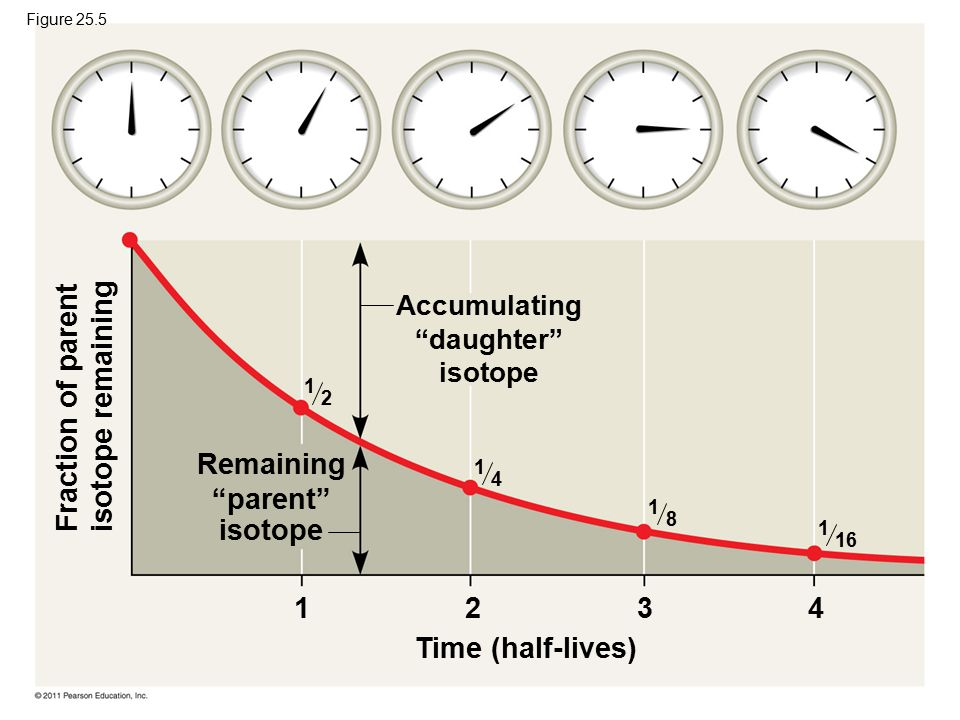 Figure 25.5
Fraction of parent
isotope remaining
Accumulating
“daughter”
isotope
1/2
Remaining
“parent”
isotope
1/4
1/8
1/16
1 2 3 4
Time (half-lives)
© 2011 Pearson Education, Inc.